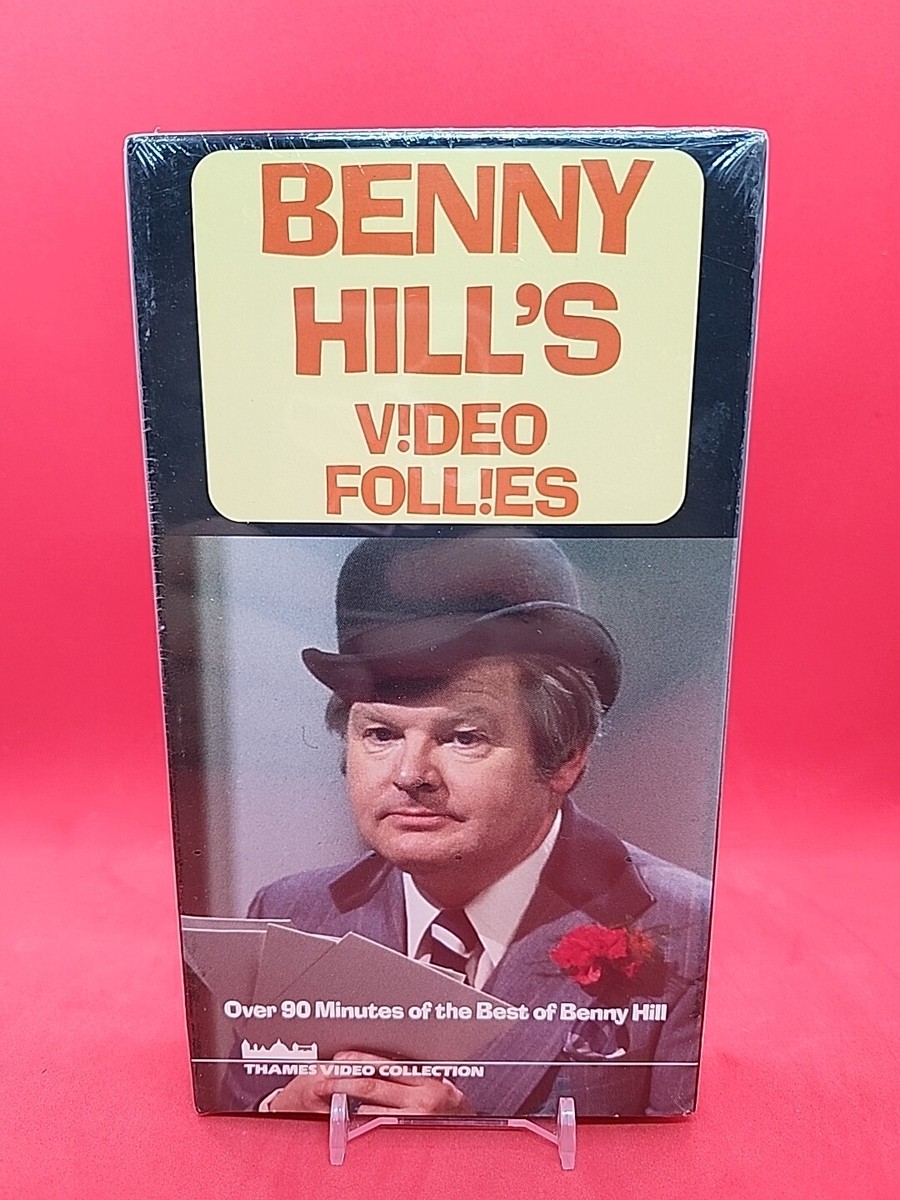 BENNY
HILL'S
V!DEO
FOLL!ES
Over 90 Minutes of the Best of Benny Hill
THAMES VIDEO COLLECTION